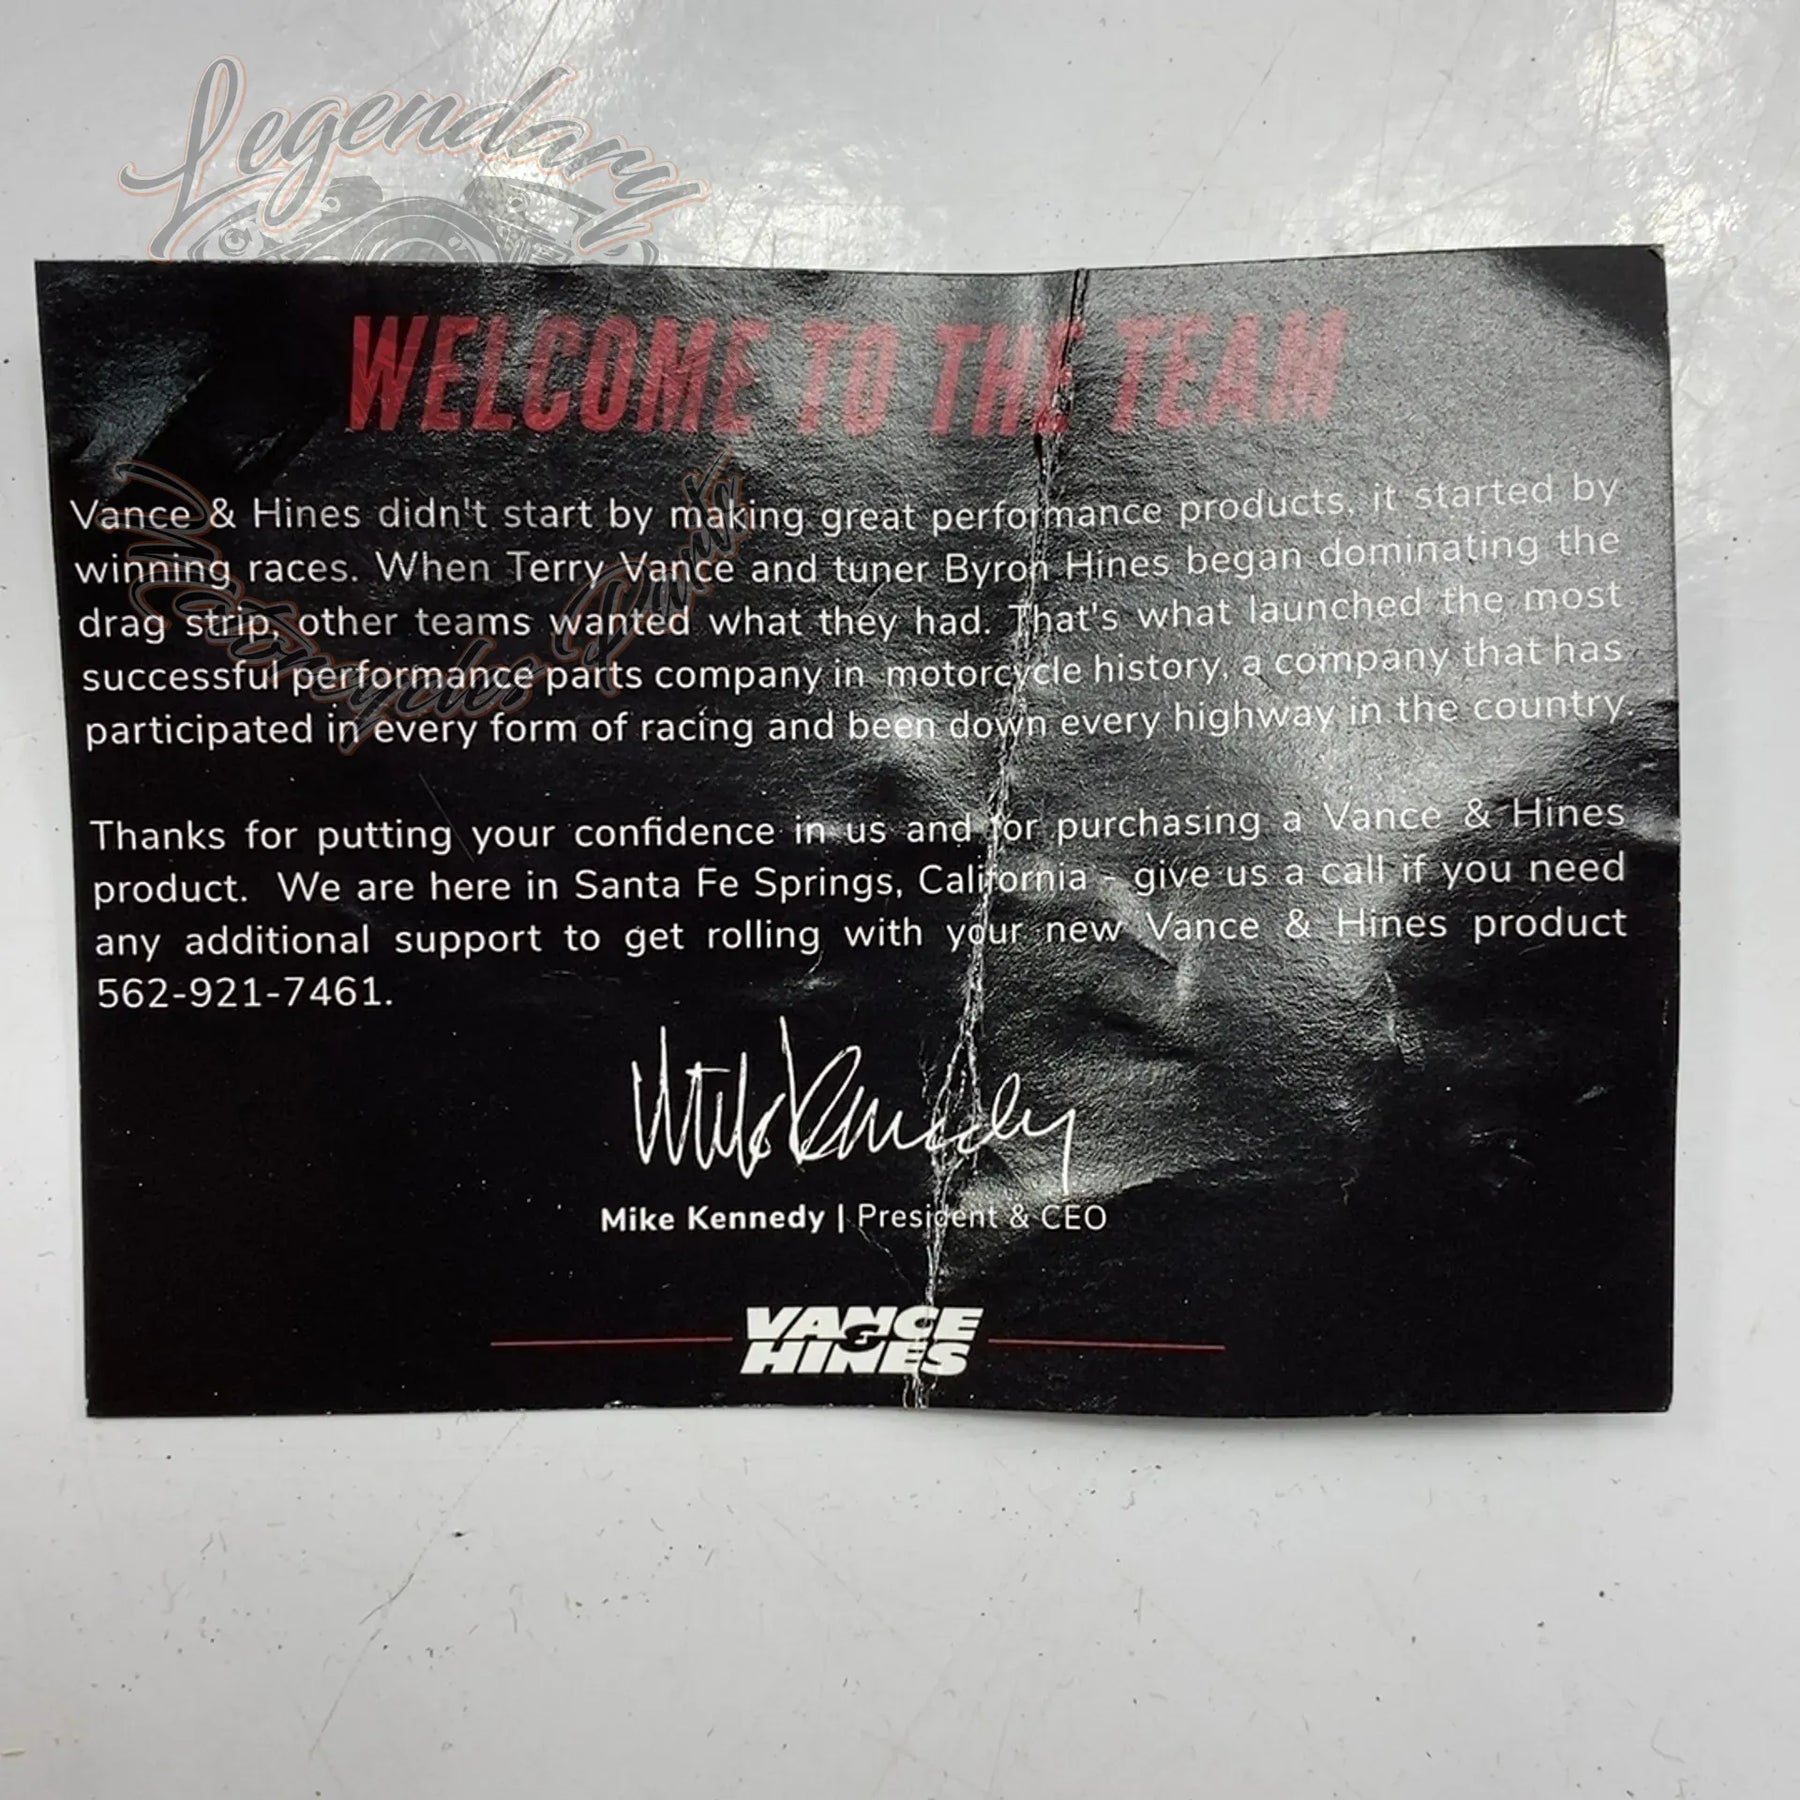 Legendary
Motorcycles Parts
WELCOME TO THE TEAM
Vance & Hines didn't start by making great performance products, it started by
winning races. When Terry Vance and tuner Byron Hines began dominating the
drag strip, other teams wanted what they had. That's what launched the most
successful performance parts company in motorcycle history, a company that has
participated in every form of racing and been down every highway in the country.
Thanks for putting your confidence in us and for purchasing a Vance & Hines
product. We are here in Santa Fe Springs, California - give us a call if you need
any additional support to get rolling with your new Vance & Hines product
562-921-7461.
Mike Kennedy
Mike Kennedy | President & CEO
VANCE
&
HINES